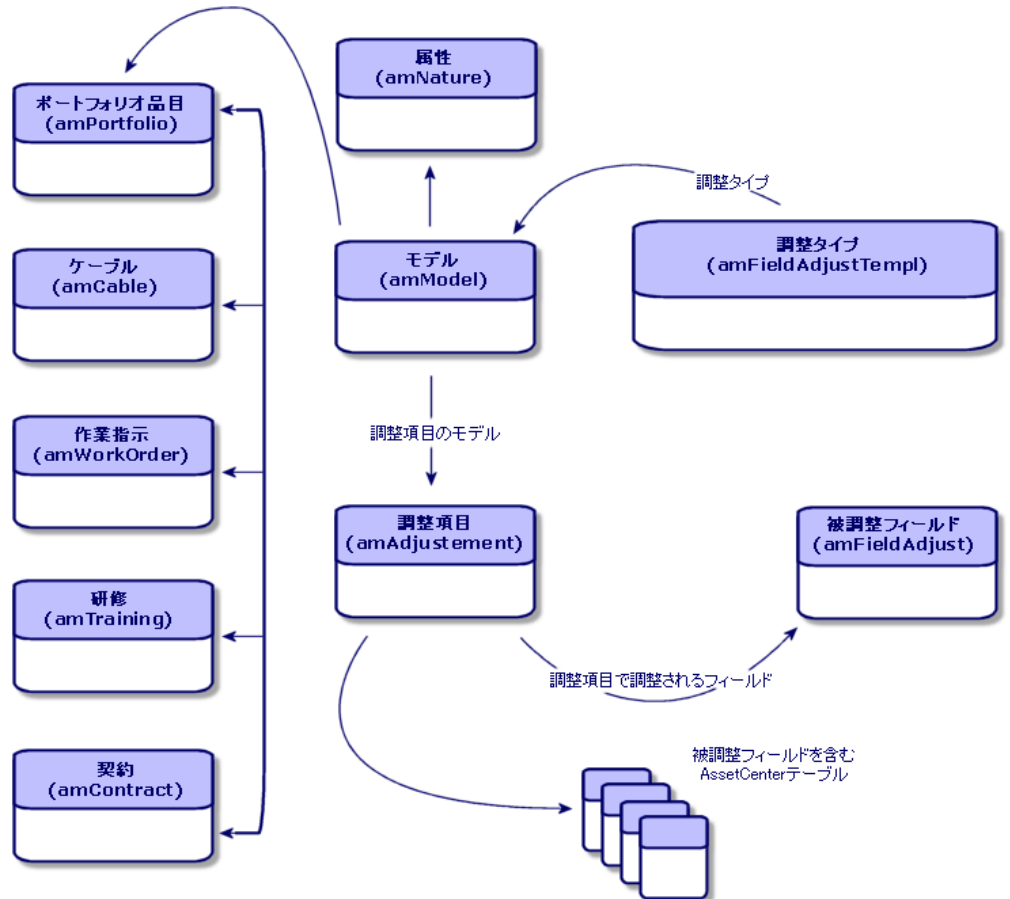 属性
(amNature)
ポートフォリオ品目
(amPortfolio)
調整タイプ
モデル
(amModel)
調整タイプ
(amFieldAdjustTempl)
ケーブル
(amCable)
作業指示
(amWorkOrder)
調整項目のモデル
調整項目
(amAdjustement)
被調整フィールド
(amFieldAdjust)
研修
(amTraining)
調整項目で調整されるフィールド
契約
(amContract)
被調整フィールドを含む
AssetCenterテーブル